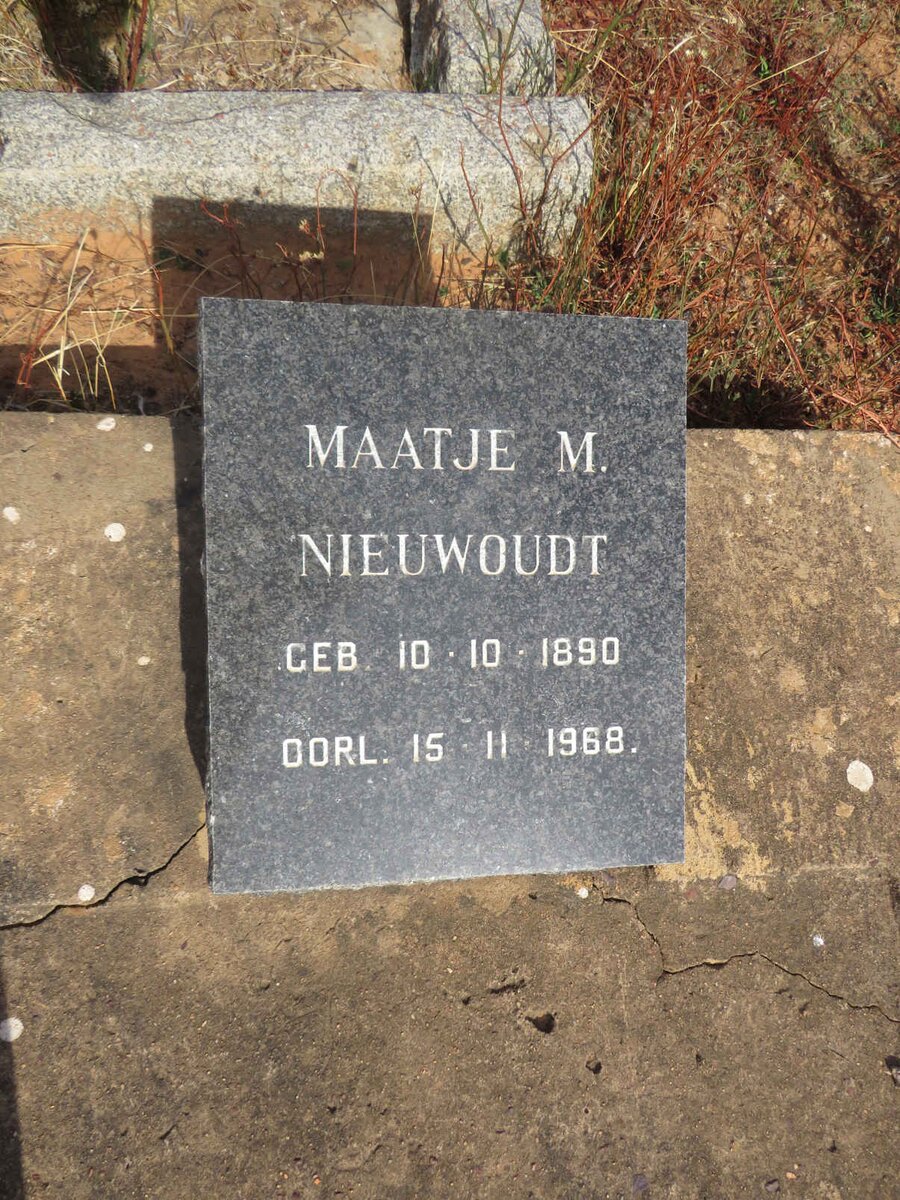 MAATJE M.
NIEUWOUDT
GEB. 10 · 10 · 1890
OORL. 15 · 11 · 1968.